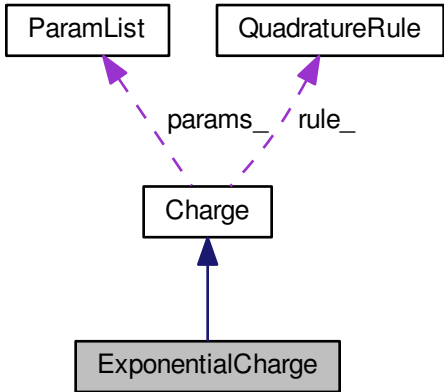 ParamList
QuadratureRule
params_
rule_
Charge
ExponentialCharge